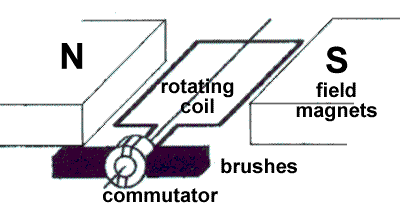 N
S
rotating
coil
field
magnets
brushes
commutator